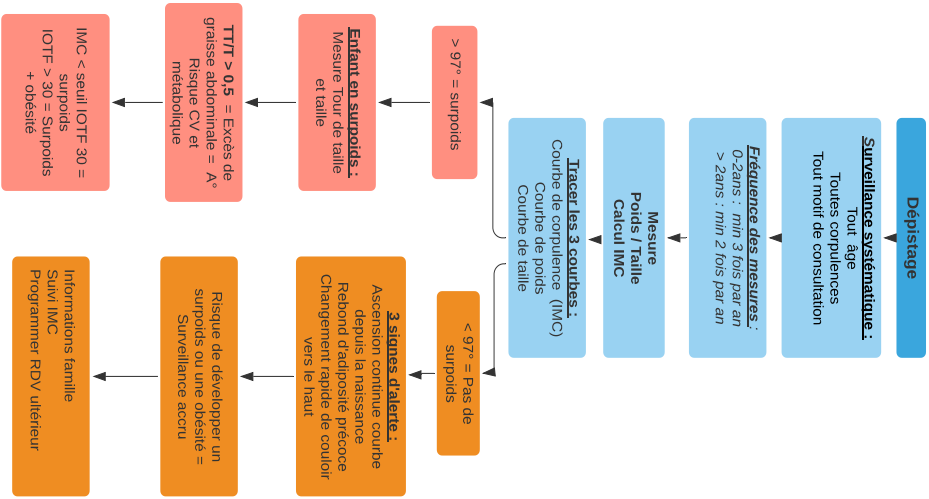 Dépistage
Surveillance systématique :
Tout âge
Toutes corpulences
Tout motif de consultation
Fréquence des mesures :
0-2ans : min 3 fois par an
> 2ans : min 2 fois par an
Mesure
Poids / Taille
Calcul IMC
Tracer les 3 courbes :
Courbe de corpulence (IMC)
Courbe de poids
Courbe de taille
> 97° = surpoids
Enfant en surpoids :
Mesure Tour de taille
et taille
TT/T > 0,5 = Excès de
graisse abdominale = A°
Risque CV et
métabolique
IMC < seuil IOTF 30 =
surpoids
IOTF > 30 = Surpoids
+ obésité
< 97° = Pas de
surpoids
3 signes d'alerte :
Ascension continue courbe
depuis la naissance
Rebond d'adiposité précoce
Changement rapide de couloir
vers le haut
Risque de développer un
surpoids ou une obésité =
Surveillance accru
Informations famille
Suivi IMC
Programmer RDV ultérieur